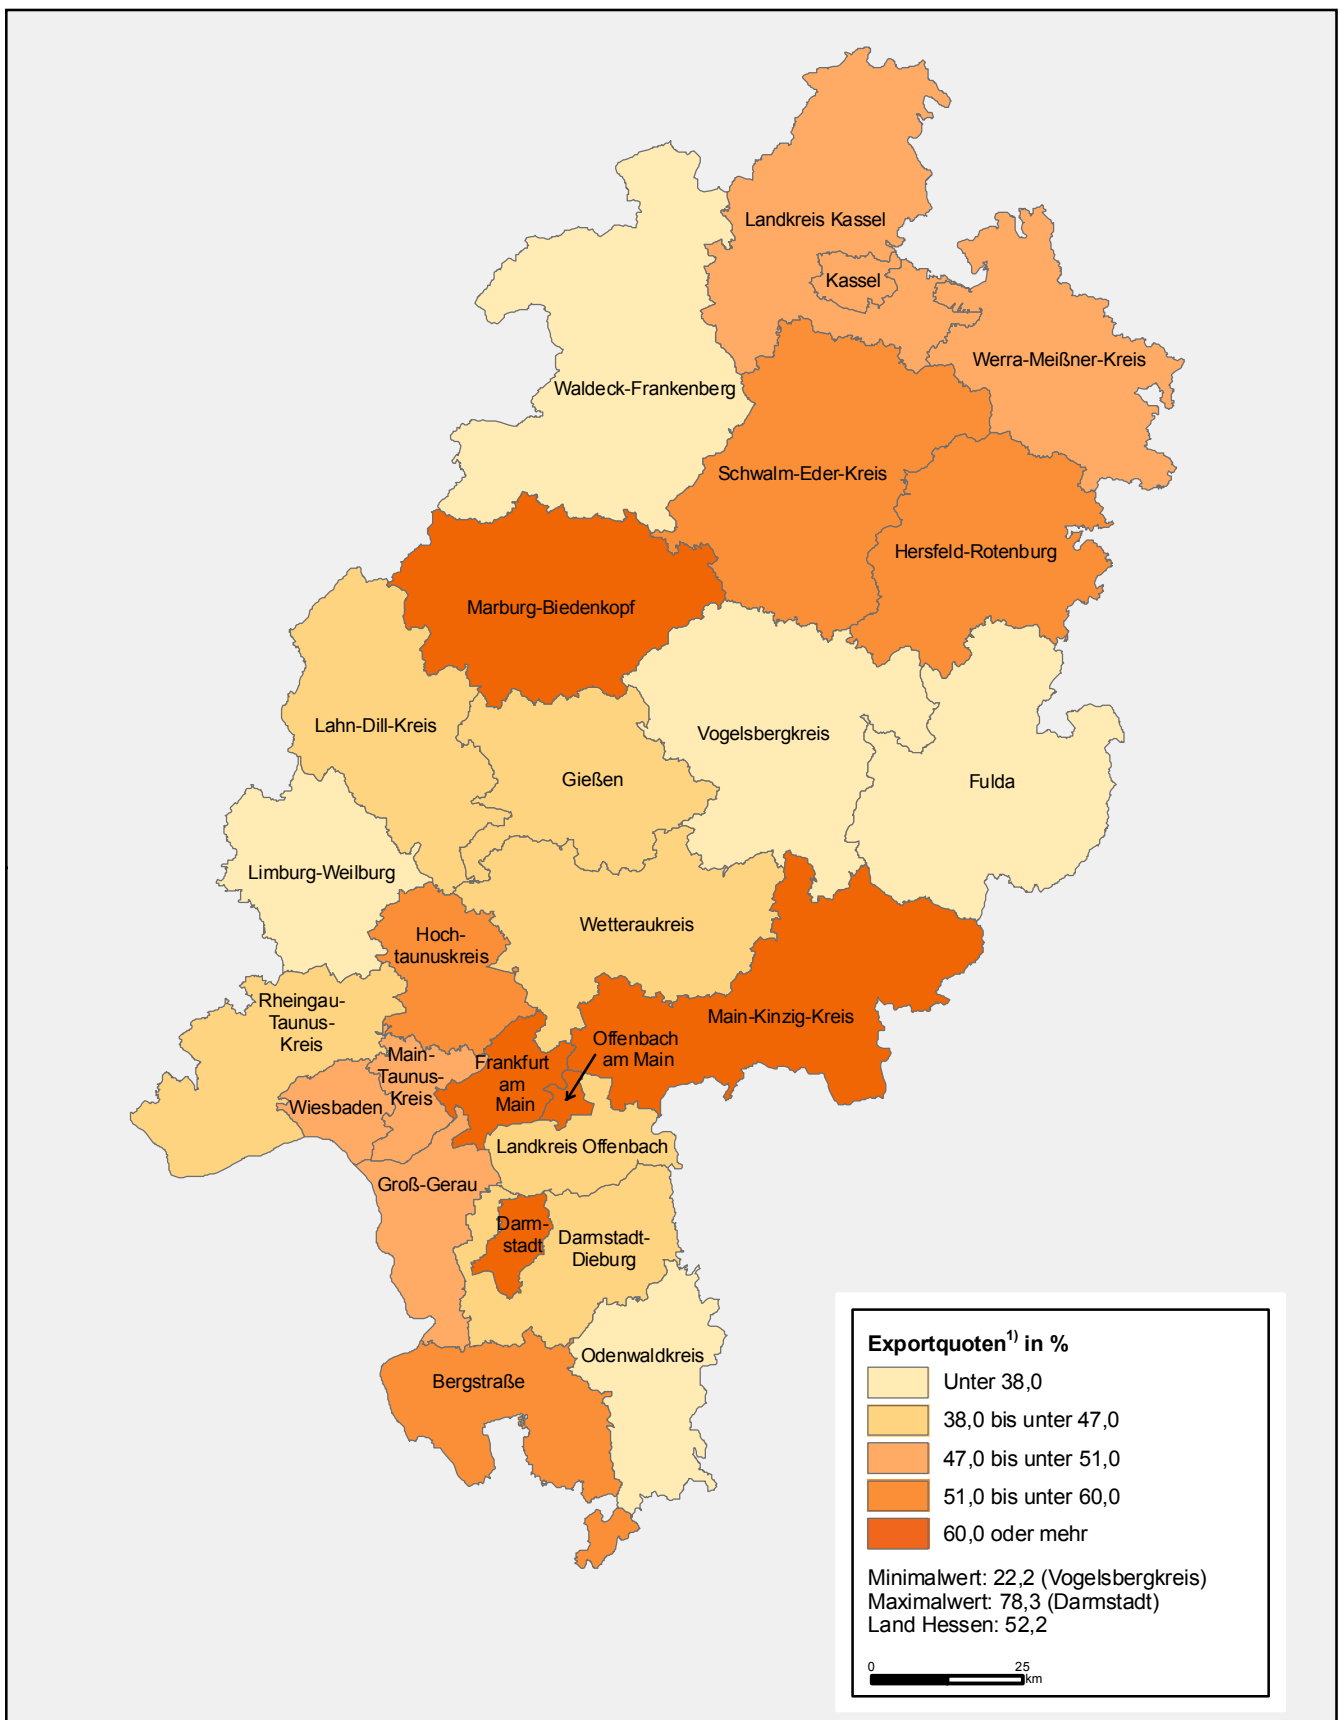 Landkreis Kassel
Kassel
Werra-Meißner-Kreis
Waldeck-Frankenberg
Schwalm-Eder-Kreis
Hersfeld-Rotenburg
Marburg-Biedenkopf
Lahn-Dill-Kreis
Vogelsbergkreis
Gießen
Fulda
Limburg-Weilburg
Wetteraukreis
Hoch-
taunuskreis
Rheingau-
Taunus-
Kreis
Main-Kinzig-Kreis
Offenbach
am Main
Main-
Taunus-
Kreis
Frankfurt
am
Main
Wiesbaden
Landkreis Offenbach
Groß-Gerau
Darm-
stadt
Darmstadt-
Dieburg
Odenwaldkreis
Bergstraße
Exportquoten¹⁾ in %
Unter 38,0
38,0 bis unter 47,0
47,0 bis unter 51,0
51,0 bis unter 60,0
60,0 oder mehr
Minimalwert: 22,2 (Vogelsbergkreis)
Maximalwert: 78,3 (Darmstadt)
Land Hessen: 52,2
0 25
km